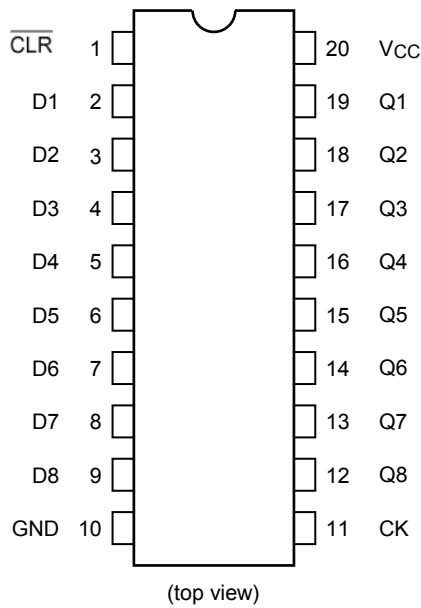 C̅L̅R̅ 1 20 VCC
D1 2 19 Q1
D2 3 18 Q2
D3 4 17 Q3
D4 5 16 Q4
D5 6 15 Q5
D6 7 14 Q6
D7 8 13 Q7
D8 9 12 Q8
GND 10 11 CK
(top view)